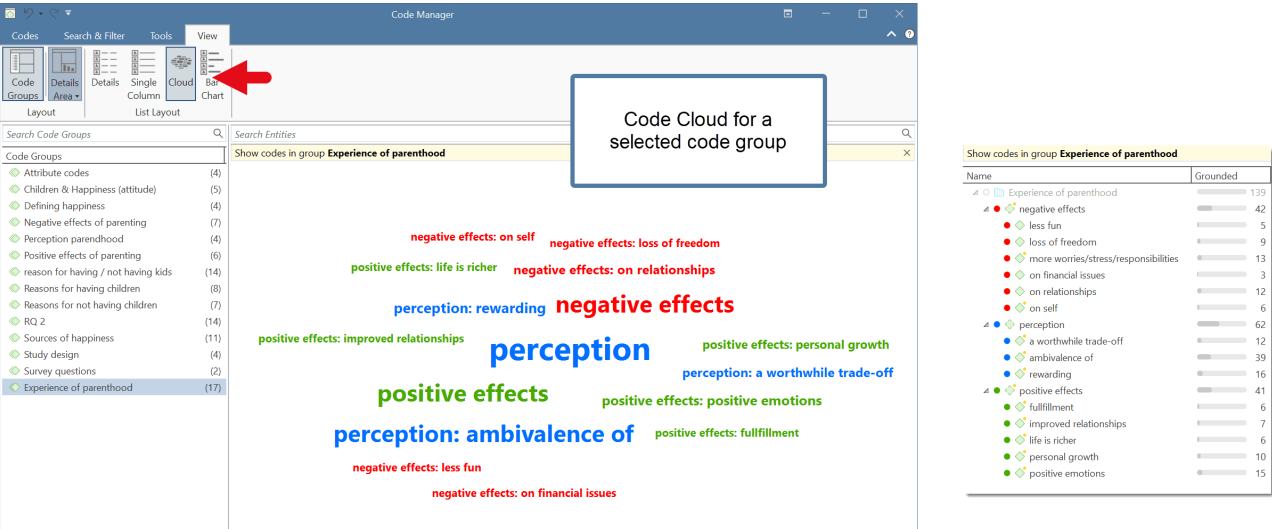 Code Manager
Codes Search & Filter Tools View
Code Groups
Details Area
Details
Single Column
Cloud
Bar Chart
Layout
List Layout
Code Cloud for a
selected code group
Search Code Groups
Search Entities
Show codes in group Experience of parenthood
Code Groups
Attribute codes (4)
Children & Happiness (attitude) (5)
Defining happiness (4)
Negative effects of parenting (7)
Perception parendhood (4)
Positive effects of parenting (6)
reason for having / not having kids (14)
Reasons for having children (8)
Reasons for not having children (7)
RQ 2 (14)
Sources of happiness (11)
Study design (4)
Survey questions (2)
Experience of parenthood (17)
negative effects: on self
negative effects: loss of freedom
positive effects: life is richer
negative effects: on relationships
perception: rewarding
negative effects
positive effects: improved relationships
perception
positive effects: personal growth
perception: a worthwhile trade-off
positive effects
positive effects: positive emotions
perception: ambivalence of
positive effects: fullfillment
negative effects: less fun
negative effects: on financial issues
Show codes in group Experience of parenthood
Name Grounded
Experience of parenthood 139
negative effects 42
less fun 5
loss of freedom 9
more worries/stress/responsibilities 13
on financial issues 3
on relationships 12
on self 6
perception 62
a worthwhile trade-off 12
ambivalence of 39
rewarding 16
positive effects 41
fullfillment 6
improved relationships 7
life is richer 6
personal growth 10
positive emotions 15